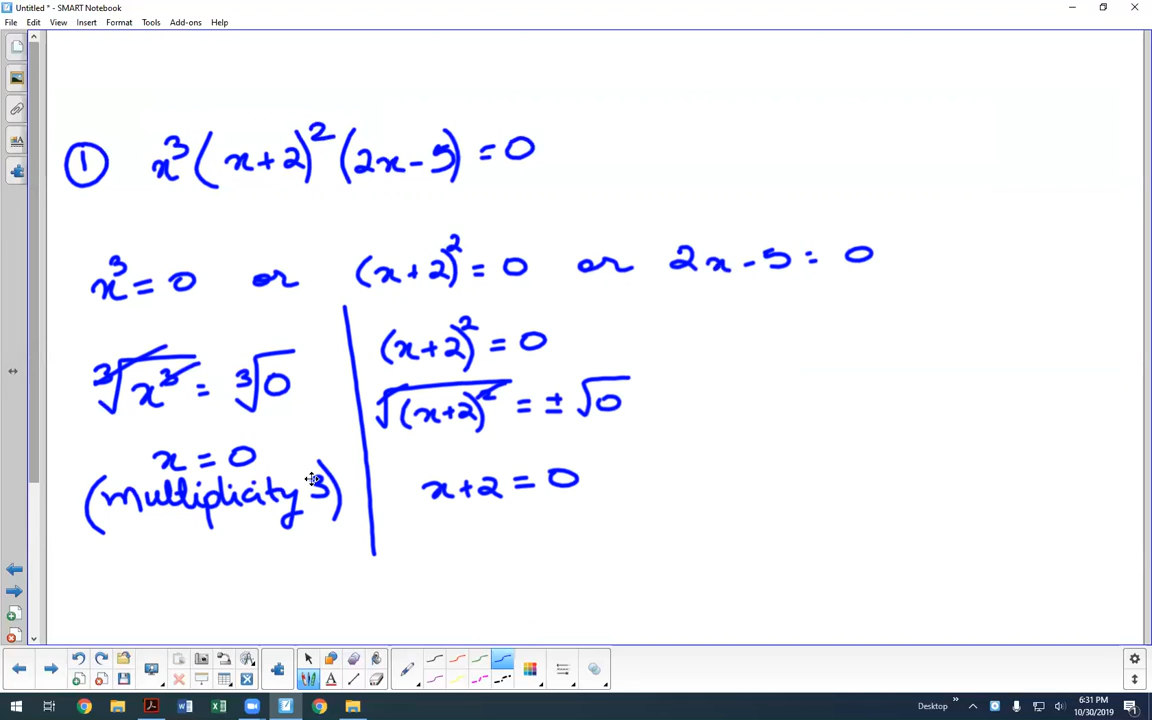 Untitled * - SMART Notebook
File Edit View Insert Format Tools Add-ons Help
① x³(x+2)²(2x-5) = 0
x³ = 0 or (x+2)² = 0 or 2x-5 = 0
(x+2)² = 0
∛x³ = ∛0
√(x+2)² = ± √0
x = 0
(multiplicity 3)
x+2 = 0
Desktop
6:31 PM
10/30/2019